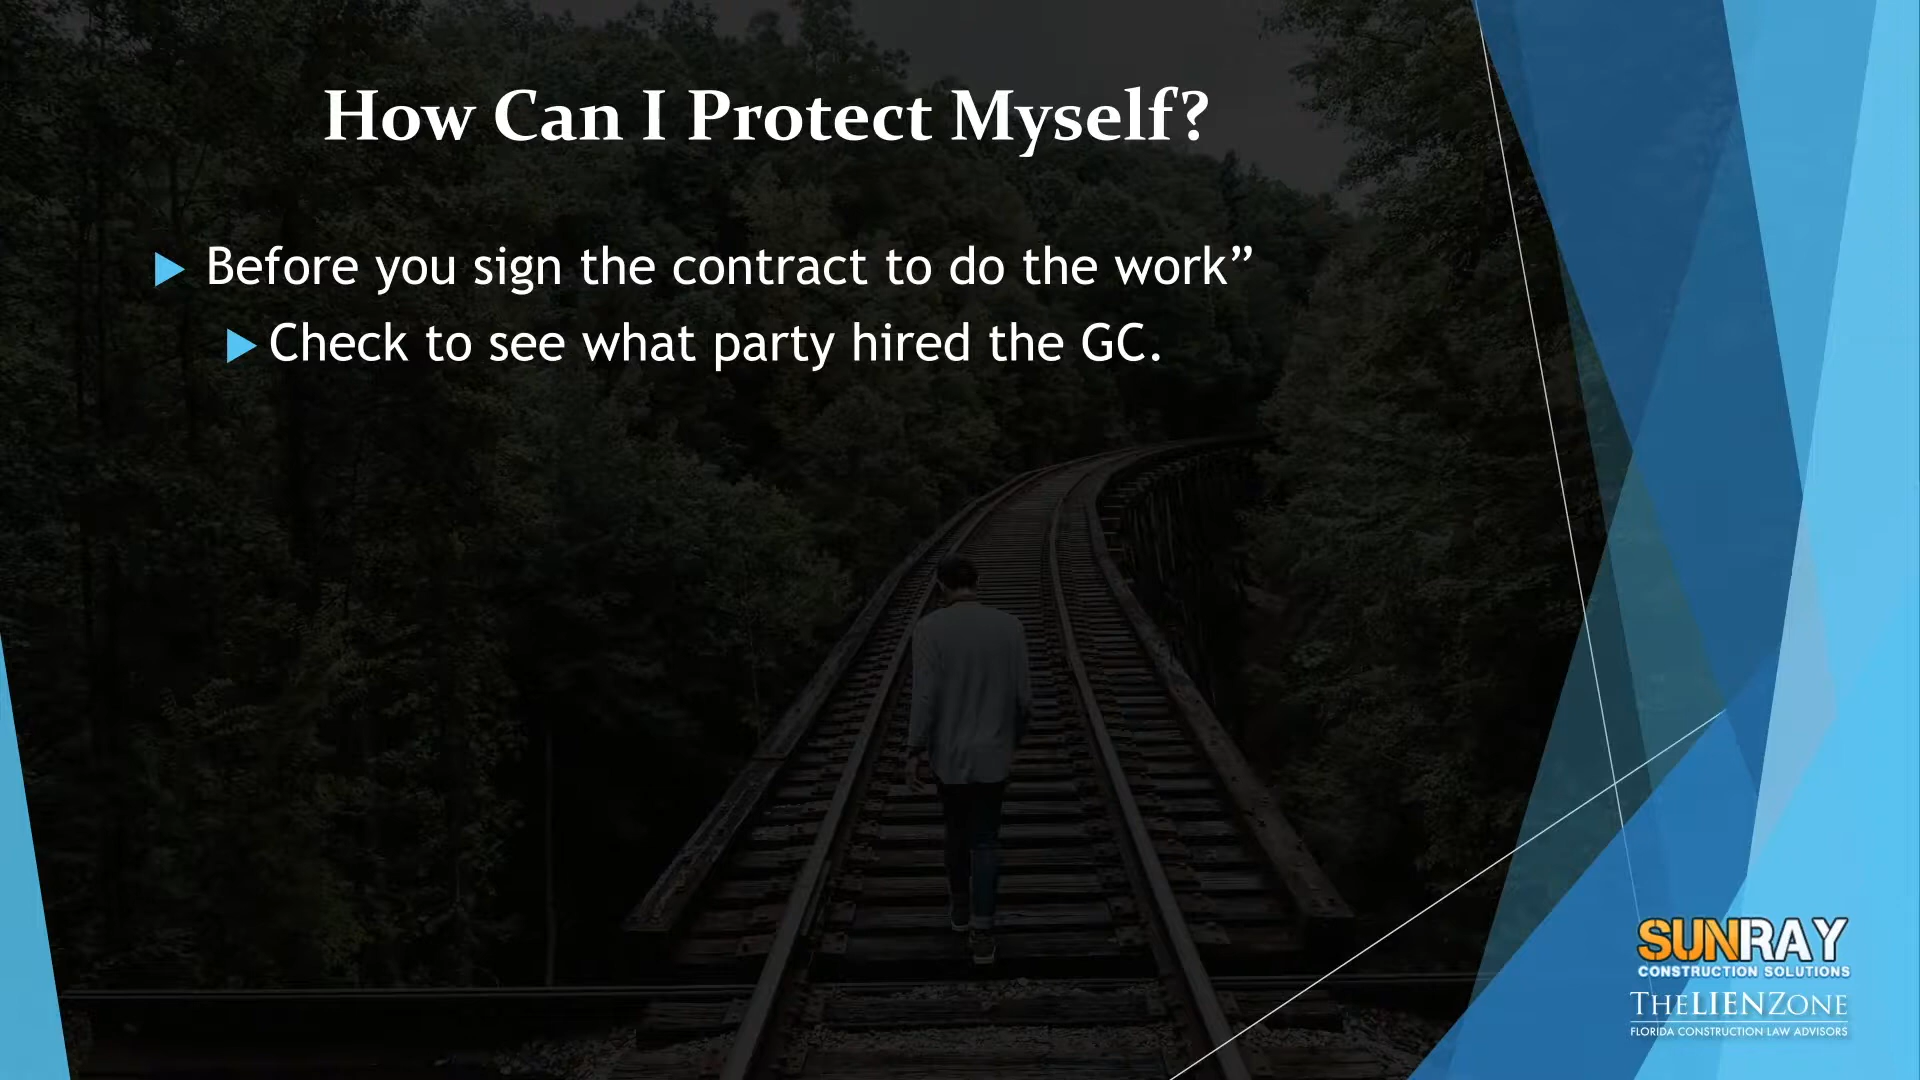 How Can I Protect Myself?
Before you sign the contract to do the work”
Check to see what party hired the GC.
SUNRAY
CONSTRUCTION SOLUTIONS
THELIENZONE
FLORIDA CONSTRUCTION LAW ADVISORS